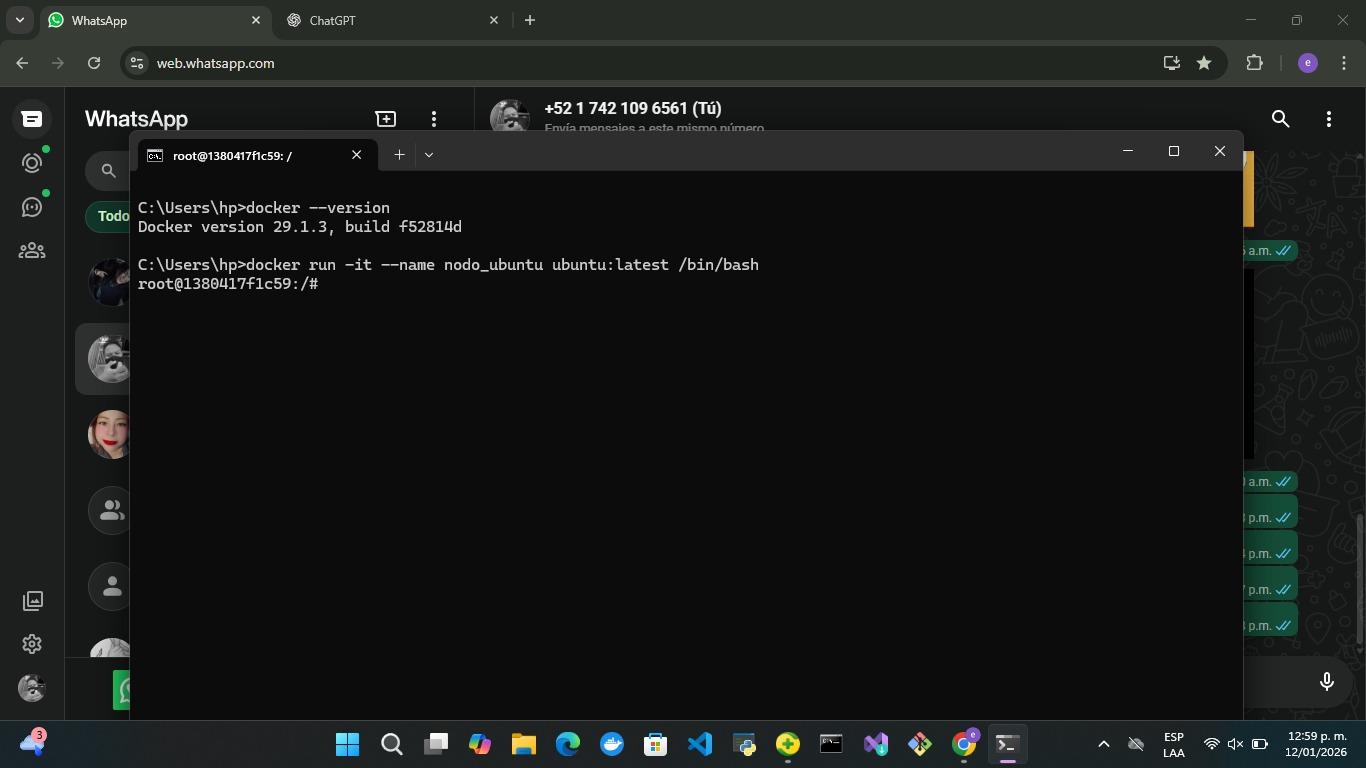 WhatsApp
ChatGPT
web.whatsapp.com
e
WhatsApp
+52 1 742 109 6561 (Tú)
Envía mensajes a este mismo número
root@1380417f1c59: /
C:\Users\hp>docker --version
Docker version 29.1.3, build f52814d
C:\Users\hp>docker run -it --name nodo_ubuntu ubuntu:latest /bin/bash
root@1380417f1c59:/#
Todo
a.m.
a.m.
p.m.
p.m.
p.m.
p.m.
3
e
ESP
LAA
12:59 p. m.
12/01/2026